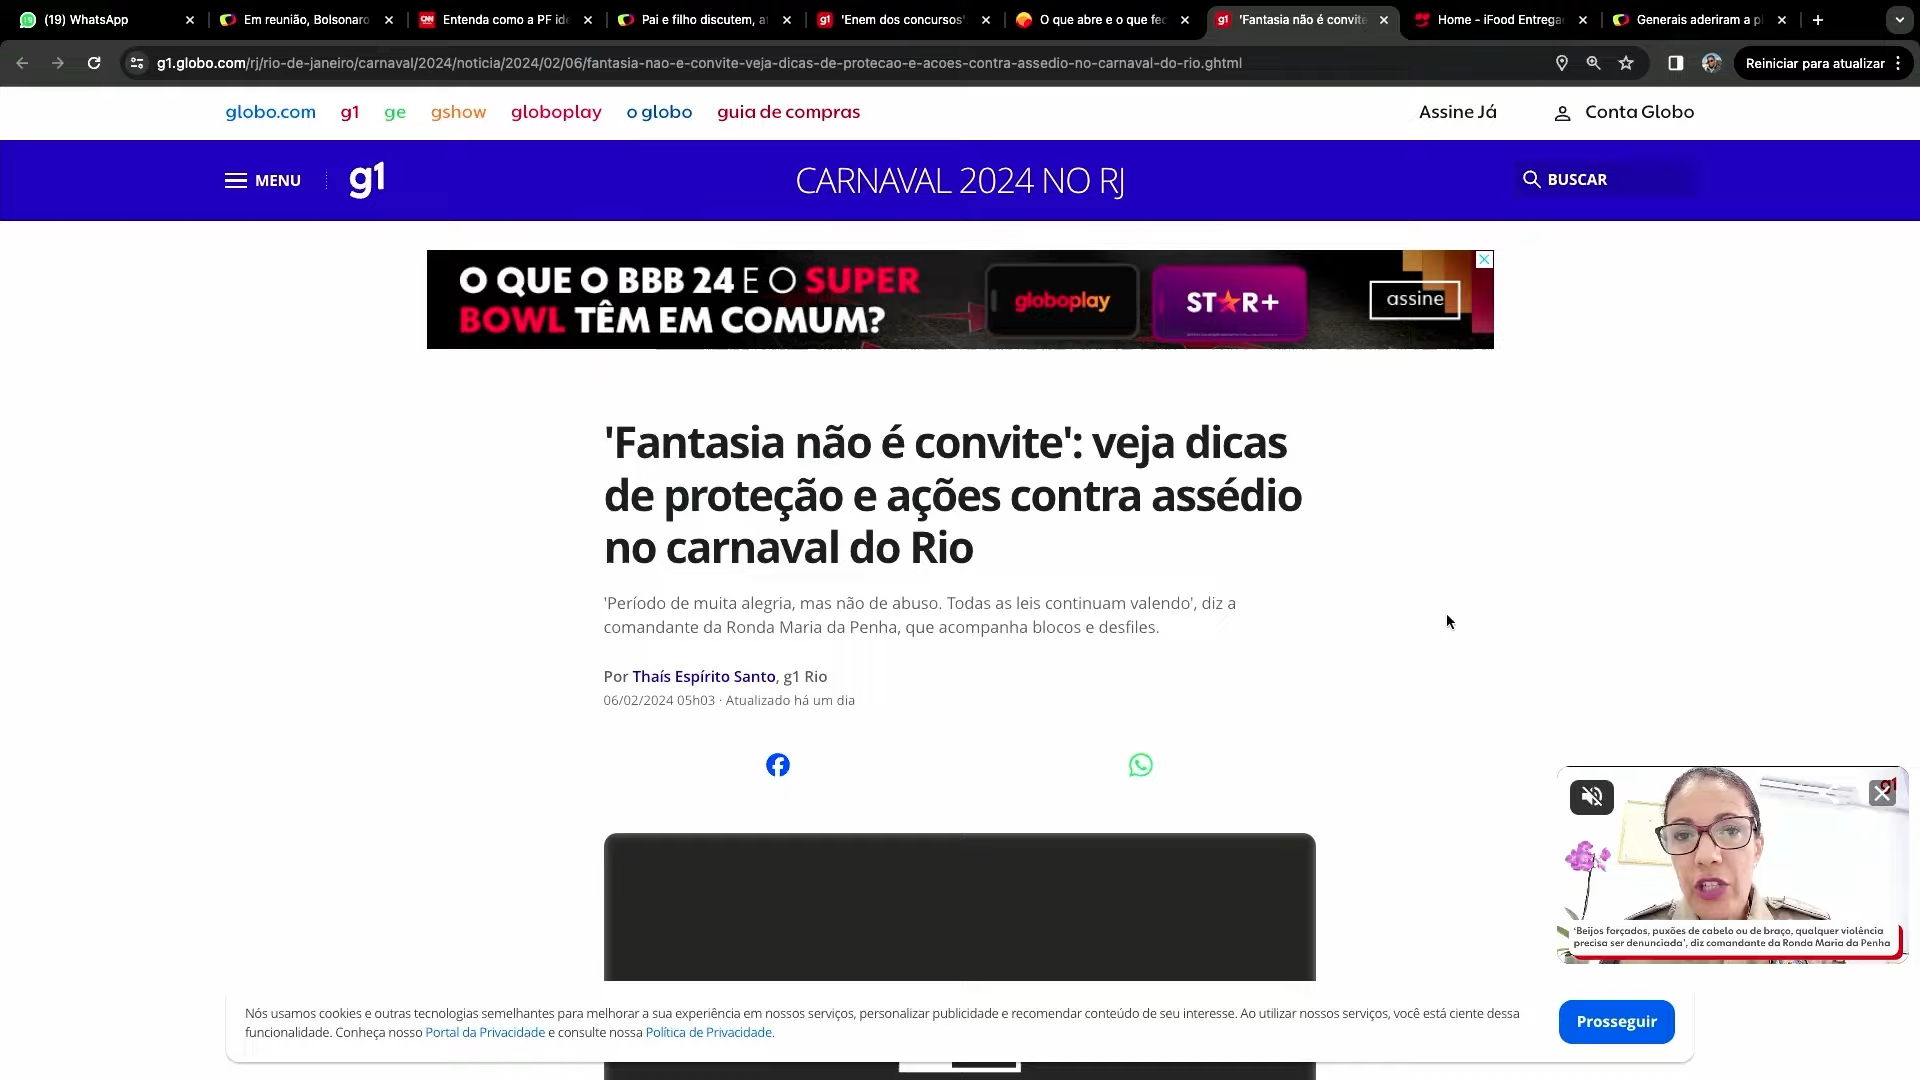 (19) WhatsApp
Em reunião, Bolsonaro
Entenda como a PF ide
Pai e filho discutem, a
'Enem dos concursos'
O que abre e o que fec
'Fantasia não é convite
Home - iFood Entrega
Generais aderiram a p
g1.globo.com/rj/rio-de-janeiro/carnaval/2024/noticia/2024/02/06/fantasia-nao-e-convite-veja-dicas-de-protecao-e-acoes-contra-assedio-no-carnaval-do-rio.ghtml
Reiniciar para atualizar
globo.com g1 ge gshow globoplay o globo guia de compras Assine Já Conta Globo
MENU g1 CARNAVAL 2024 NO RJ BUSCAR
O QUE O BBB 24 E O SUPER
BOWL TÊM EM COMUM?
globoplay
STAR+
assine
'Fantasia não é convite': veja dicas
de proteção e ações contra assédio
no carnaval do Rio
'Período de muita alegria, mas não de abuso. Todas as leis continuam valendo', diz a
comandante da Ronda Maria da Penha, que acompanha blocos e desfiles.
Por Thaís Espírito Santo, g1 Rio
06/02/2024 05h03 · Atualizado há um dia
g1
'Beijos forçados, puxões de cabelo ou de braço, qualquer violência
precisa ser denunciada', diz comandante da Ronda Maria da Penha
Nós usamos cookies e outras tecnologias semelhantes para melhorar a sua experiência em nossos serviços, personalizar publicidade e recomendar conteúdo de seu interesse. Ao utilizar nossos serviços, você está ciente dessa
funcionalidade. Conheça nosso Portal da Privacidade e consulte nossa Política de Privacidade.
Prosseguir